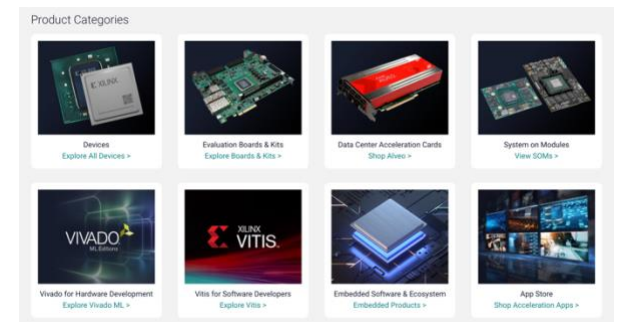 Product Categories
XILINX
Devices
Explore All Devices >
Evaluation Boards & Kits
Explore Boards & Kits >
Data Center Acceleration Cards
Shop Alveo >
System on Modules
View SOMs >
VIVADO
ML Editions
Vivado for Hardware Development
Explore Vivado ML >
XILINX
VITIS
Vitis for Software Developers
Explore Vitis >
Embedded Software & Ecosystem
Embedded Products >
App Store
Shop Acceleration Apps >